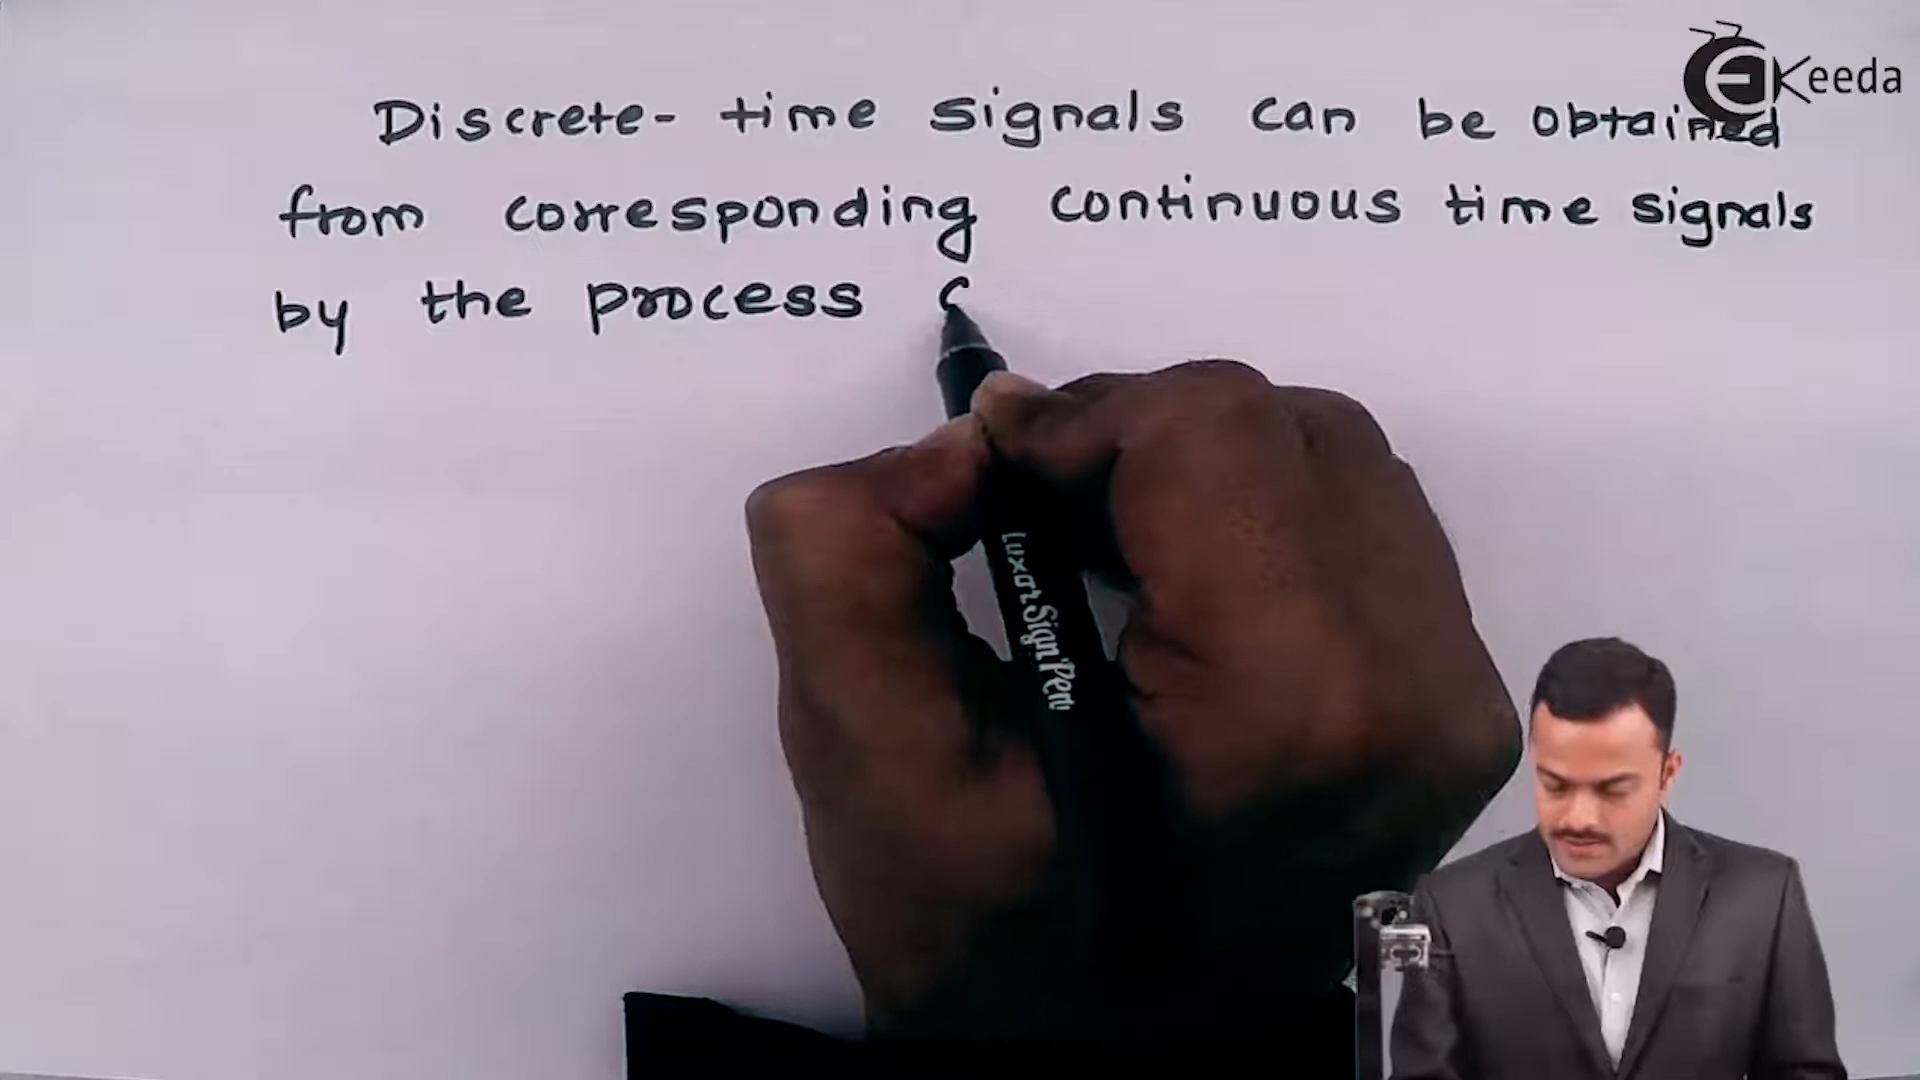 Keeda
Discrete- time signals can be obtained
from corresponding continuous time signals
by the process
Luxor Sign'Pen